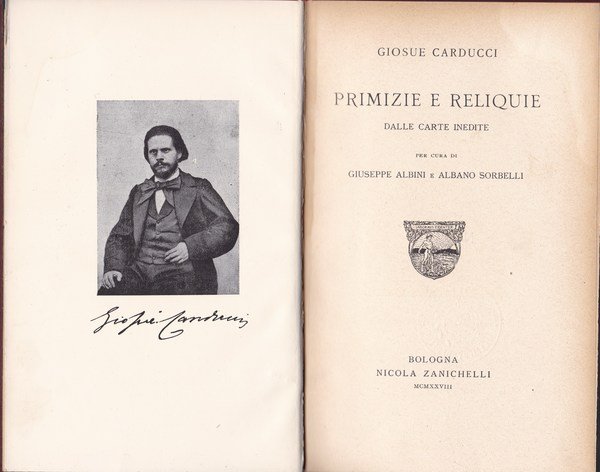 Giosuè Carducci
GIOSUE CARDUCCI
PRIMIZIE E RELIQUIE
DALLE CARTE INEDITE
PER CURA DI
GIUSEPPE ALBINI E ALBANO SORBELLI
BOLOGNA
NICOLA ZANICHELLI
MCMXXVIII